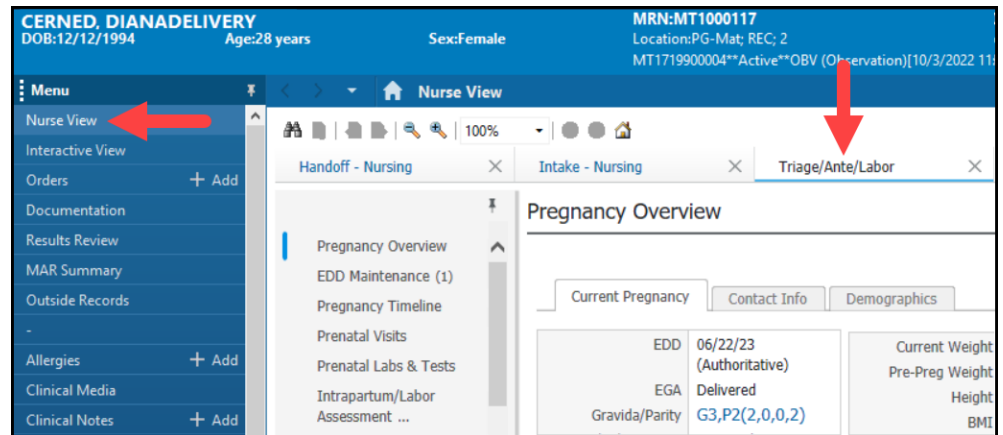 CERNED, DIANADELIVERY
DOB:12/12/1994 Age:28 years Sex:Female
MRN:MT1000117
Location:PG-Mat; REC; 2
MT1719900004**Active**OBV (Observation)[10/3/2022 11:
Menu
Nurse View
Interactive View
Orders + Add
Documentation
Results Review
MAR Summary
Outside Records
-
Allergies + Add
Clinical Media
Clinical Notes + Add
Nurse View
100%
Handoff - Nursing
Intake - Nursing
Triage/Ante/Labor
Pregnancy Overview
EDD Maintenance (1)
Pregnancy Timeline
Prenatal Visits
Prenatal Labs & Tests
Intrapartum/Labor
Assessment ...
Pregnancy Overview
Current Pregnancy
Contact Info
Demographics
EDD 06/22/23
(Authoritative)
EGA Delivered
Gravida/Parity G3,P2(2,0,0,2)
Current Weight
Pre-Preg Weight
Height
BMI